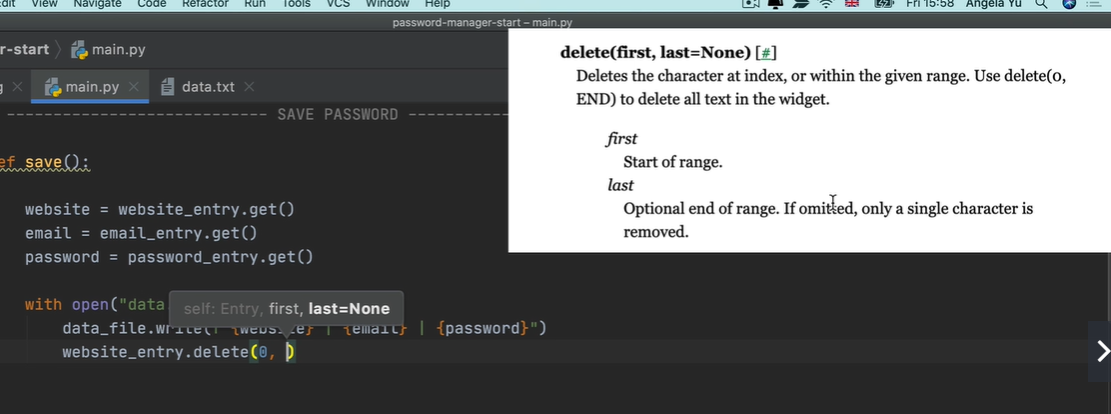 Edit View Navigate Code Refactor Run Tools VCS Window Help Fri 15:58 Angela Yu
password-manager-start – main.py
r-start main.py
g main.py data.txt
SAVE PASSWORD
ef save():
website = website_entry.get()
email = email_entry.get()
password = password_entry.get()
with open("data
self: Entry, first, last=None
data_file.write(f"{website} | {email} | {password}")
website_entry.delete(0, )
delete(first, last=None) [#]
Deletes the character at index, or within the given range. Use delete(0,
END) to delete all text in the widget.
first
Start of range.
last
Optional end of range. If omitted, only a single character is
removed.